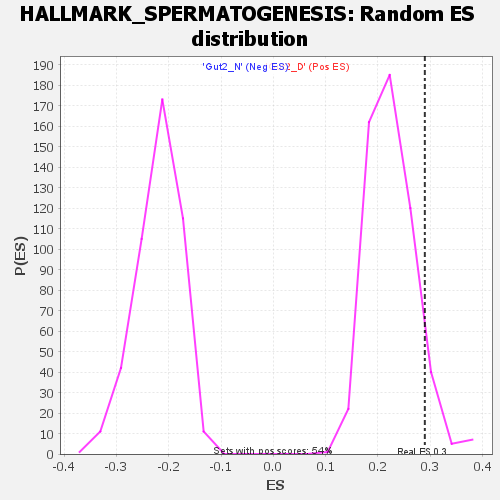 HALLMARK_SPERMATOGENESIS: Random ES
distribution
'Gut2_N' (Neg ES) 2_D' (Pos ES)
190
180
170
160
150
140
130
120
110
100
90
80
70
60
50
40
30
20
10
0
P(ES)
Sets with pos scores: 54%
Real ES 0.3
-0.4 -0.3 -0.2 -0.1 0.0 0.1 0.2 0.3 0.4
ES